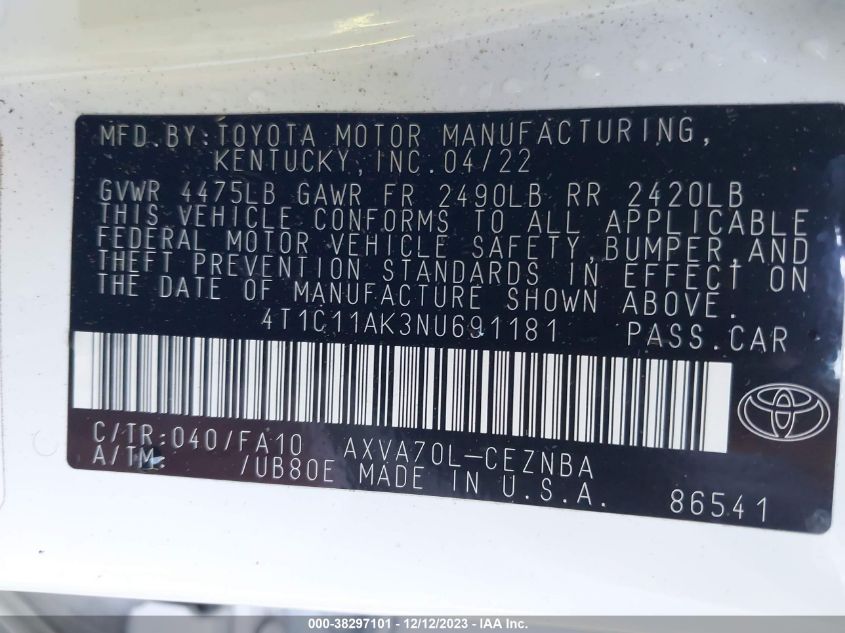 MFD.BY:TOYOTA MOTOR MANUFACTURING,
KENTUCKY,INC.04/22
GVWR 4475LB GAWR FR 2490LB RR 2420LB
THIS VEHICLE CONFORMS TO ALL APPLICABLE
FEDERAL MOTOR VEHICLE SAFETY,BUMPER,AND
THEFT PREVENTION STANDARDS IN EFFECT ON
THE DATE OF MANUFACTURE SHOWN ABOVE.
4T1C11AK3NU691181 PASS.CAR
C/TR:040/FA10 AXVA70L-CEZNBA
A/TM: /UB80E MADE IN U.S.A.
86541
000-38297101 - 12/12/2023 - IAA Inc.